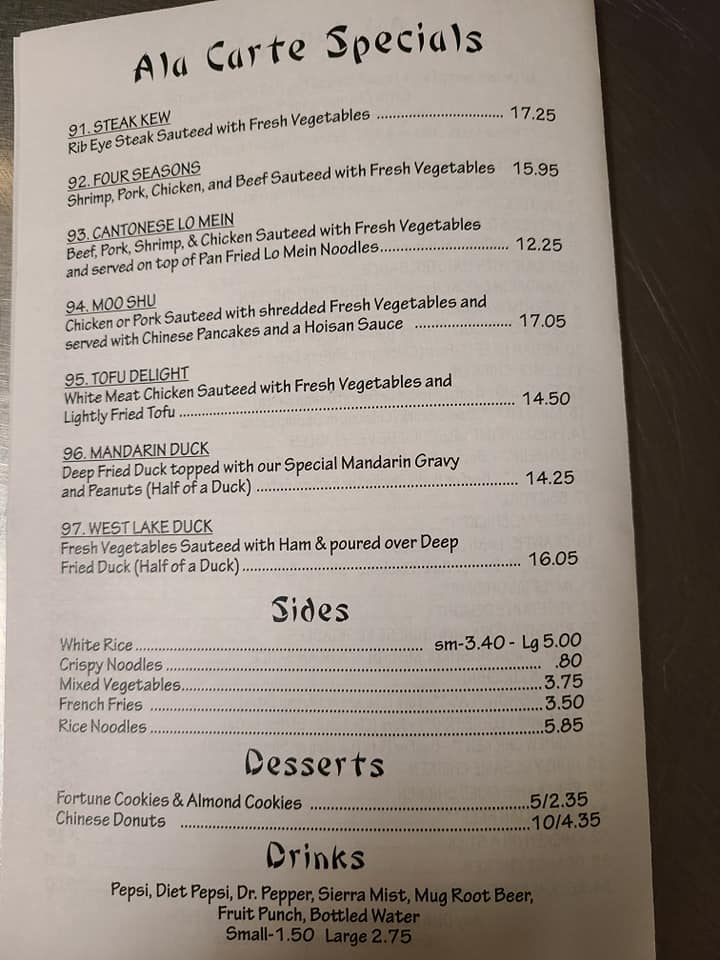 Ala Carte Specials
91. STEAK KEW
Rib Eye Steak Sauteed with Fresh Vegetables ................................ 17.25
92. FOUR SEASONS
Shrimp, Pork, Chicken, and Beef Sauteed with Fresh Vegetables 15.95
93. CANTONESE LO MEIN
Beef, Pork, Shrimp, & Chicken Sauteed with Fresh Vegetables
and served on top of Pan Fried Lo Mein Noodles................................ 12.25
94. MOO SHU
Chicken or Pork Sauteed with shredded Fresh Vegetables and
served with Chinese Pancakes and a Hoisan Sauce ........................ 17.05
95. TOFU DELIGHT
White Meat Chicken Sauteed with Fresh Vegetables and
Lightly Fried Tofu ................................................................ 14.50
96. MANDARIN DUCK
Deep Fried Duck topped with our Special Mandarin Gravy
and Peanuts (Half of a Duck) ................................................ 14.25
97. WEST LAKE DUCK
Fresh Vegetables Sauteed with Ham & poured over Deep
Fried Duck (Half of a Duck)................................................ 16.05
Sides
White Rice................................................ sm-3.40 - Lg 5.00
Crispy Noodles ................................................................ .80
Mixed Vegetables................................................................3.75
French Fries ................................................................3.50
Rice Noodles................................................................5.85
Desserts
Fortune Cookies & Almond Cookies ........................................5/2.35
Chinese Donuts ................................................................10/4.35
Drinks
Pepsi, Diet Pepsi, Dr. Pepper, Sierra Mist, Mug Root Beer,
Fruit Punch, Bottled Water
Small-1.50 Large 2.75